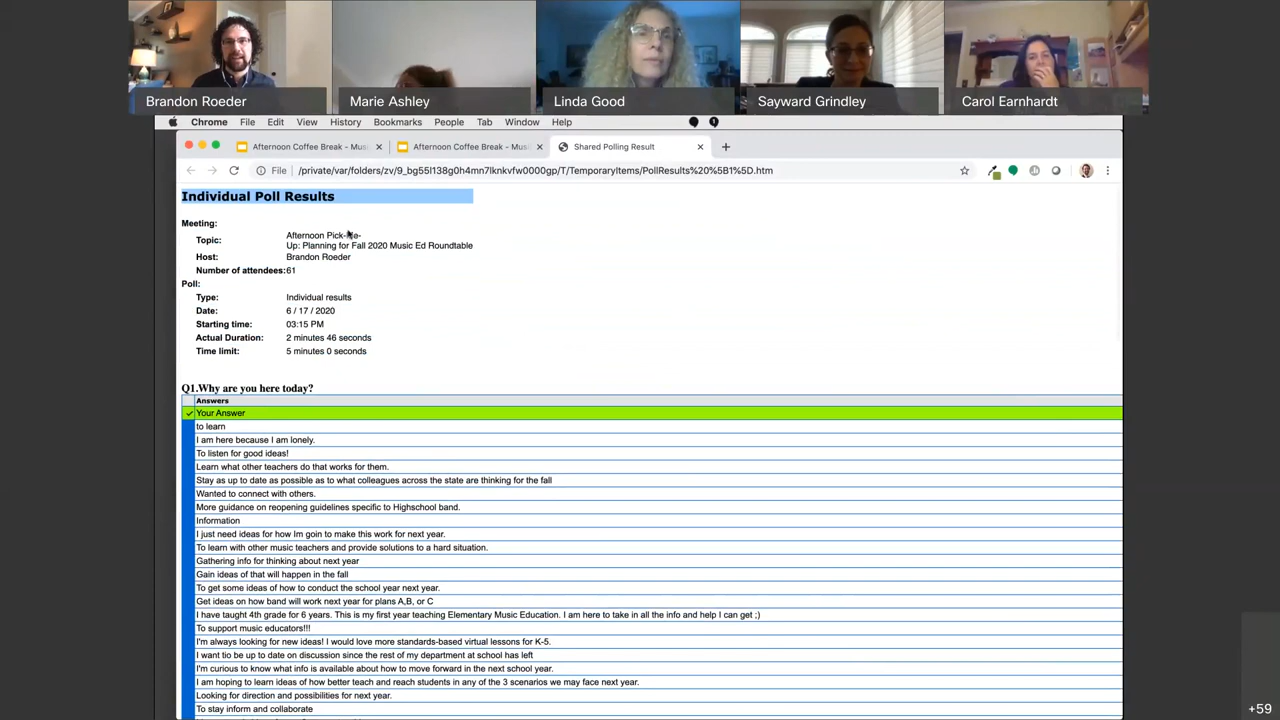 Brandon Roeder
Marie Ashley
Linda Good
Sayward Grindley
Carol Earnhardt
Chrome File Edit View History Bookmarks People Tab Window Help
Afternoon Coffee Break - Mus
Afternoon Coffee Break - Mus
Shared Polling Result
File /private/var/folders/zv/9_bg55l138g0h4mn7lknkvfw0000gp/T/TemporaryItems/PollResults%20%5B1%5D.htm
Individual Poll Results
Meeting:
Afternoon Pick-Me-
Topic:
Up: Planning for Fall 2020 Music Ed Roundtable
Host: Brandon Roeder
Number of attendees:61
Poll:
Type: Individual results
Date: 6 / 17 / 2020
Starting time: 03:15 PM
Actual Duration: 2 minutes 46 seconds
Time limit: 5 minutes 0 seconds
Q1.Why are you here today?
Answers
Your Answer
to learn
I am here because I am lonely.
To listen for good ideas!
Learn what other teachers do that works for them.
Stay as up to date as possible as to what colleagues across the state are thinking for the fall
Wanted to connect with others.
More guidance on reopening guidelines specific to Highschool band.
Information
I just need ideas for how Im goin to make this work for next year.
To learn with other music teachers and provide solutions to a hard situation.
Gathering info for thinking about next year
Gain ideas of that will happen in the fall
To get some ideas of how to conduct the school year next year.
Get ideas on how band will work next year for plans A,B, or C
I have taught 4th grade for 6 years. This is my first year teaching Elementary Music Education. I am here to take in all the info and help I can get ;)
To support music educators!!!
I'm always looking for new ideas! I would love more standards-based virtual lessons for K-5.
I want tio be up to date on discussion since the rest of my department at school has left
I'm curious to know what info is available about how to move forward in the next school year.
I am hoping to learn ideas of how better teach and reach students in any of the 3 scenarios we may face next year.
Looking for direction and possibilities for next year.
To stay inform and collaborate
+59